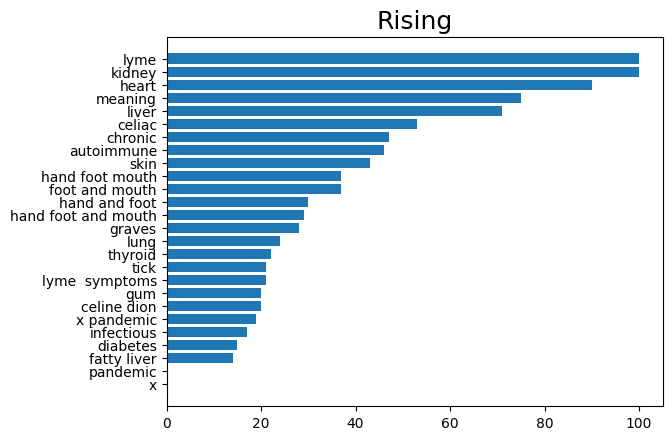 Rising
lyme
kidney
heart
meaning
liver
celiac
chronic
autoimmune
skin
hand foot mouth
foot and mouth
hand and foot
hand foot and mouth
graves
lung
thyroid
tick
lyme  symptoms
gum
celine dion
x pandemic
infectious
diabetes
fatty liver
pandemic
x
0 20 40 60 80 100